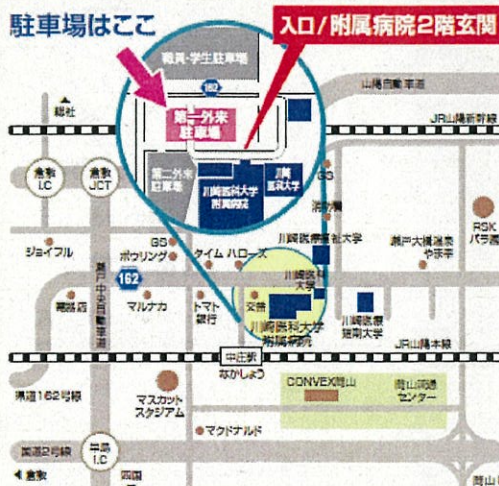 駐車場はここ
入口/附属病院2階玄関
職員・学生駐車場
162
第一外来
駐車場
第二外来
駐車場
川崎医科大学
附属病院
川崎
医科大学
山陽自動車道
総社
JR山陽新幹線
倉敷
I.C
倉敷
JCT
GS
消防署
川崎医療福祉大学
瀬戸大橋温泉
やま幸
RSK
バラ園
ジョイフル
GS
ボウリング
タイム
ハローズ
川崎医科
大学
瀬戸中央自動車道
162
マルナカ
トマト
銀行
交番
川崎医科大学
附属病院
川崎医療
短期大学
中庄駅
なかしょう
JR山陽本線
県道162号線
マスカット
スタジアム
CONVEX岡山
岡山流通
センター
マクドナルド
国道2号線
早島
I.C
倉敷
四国
岡山